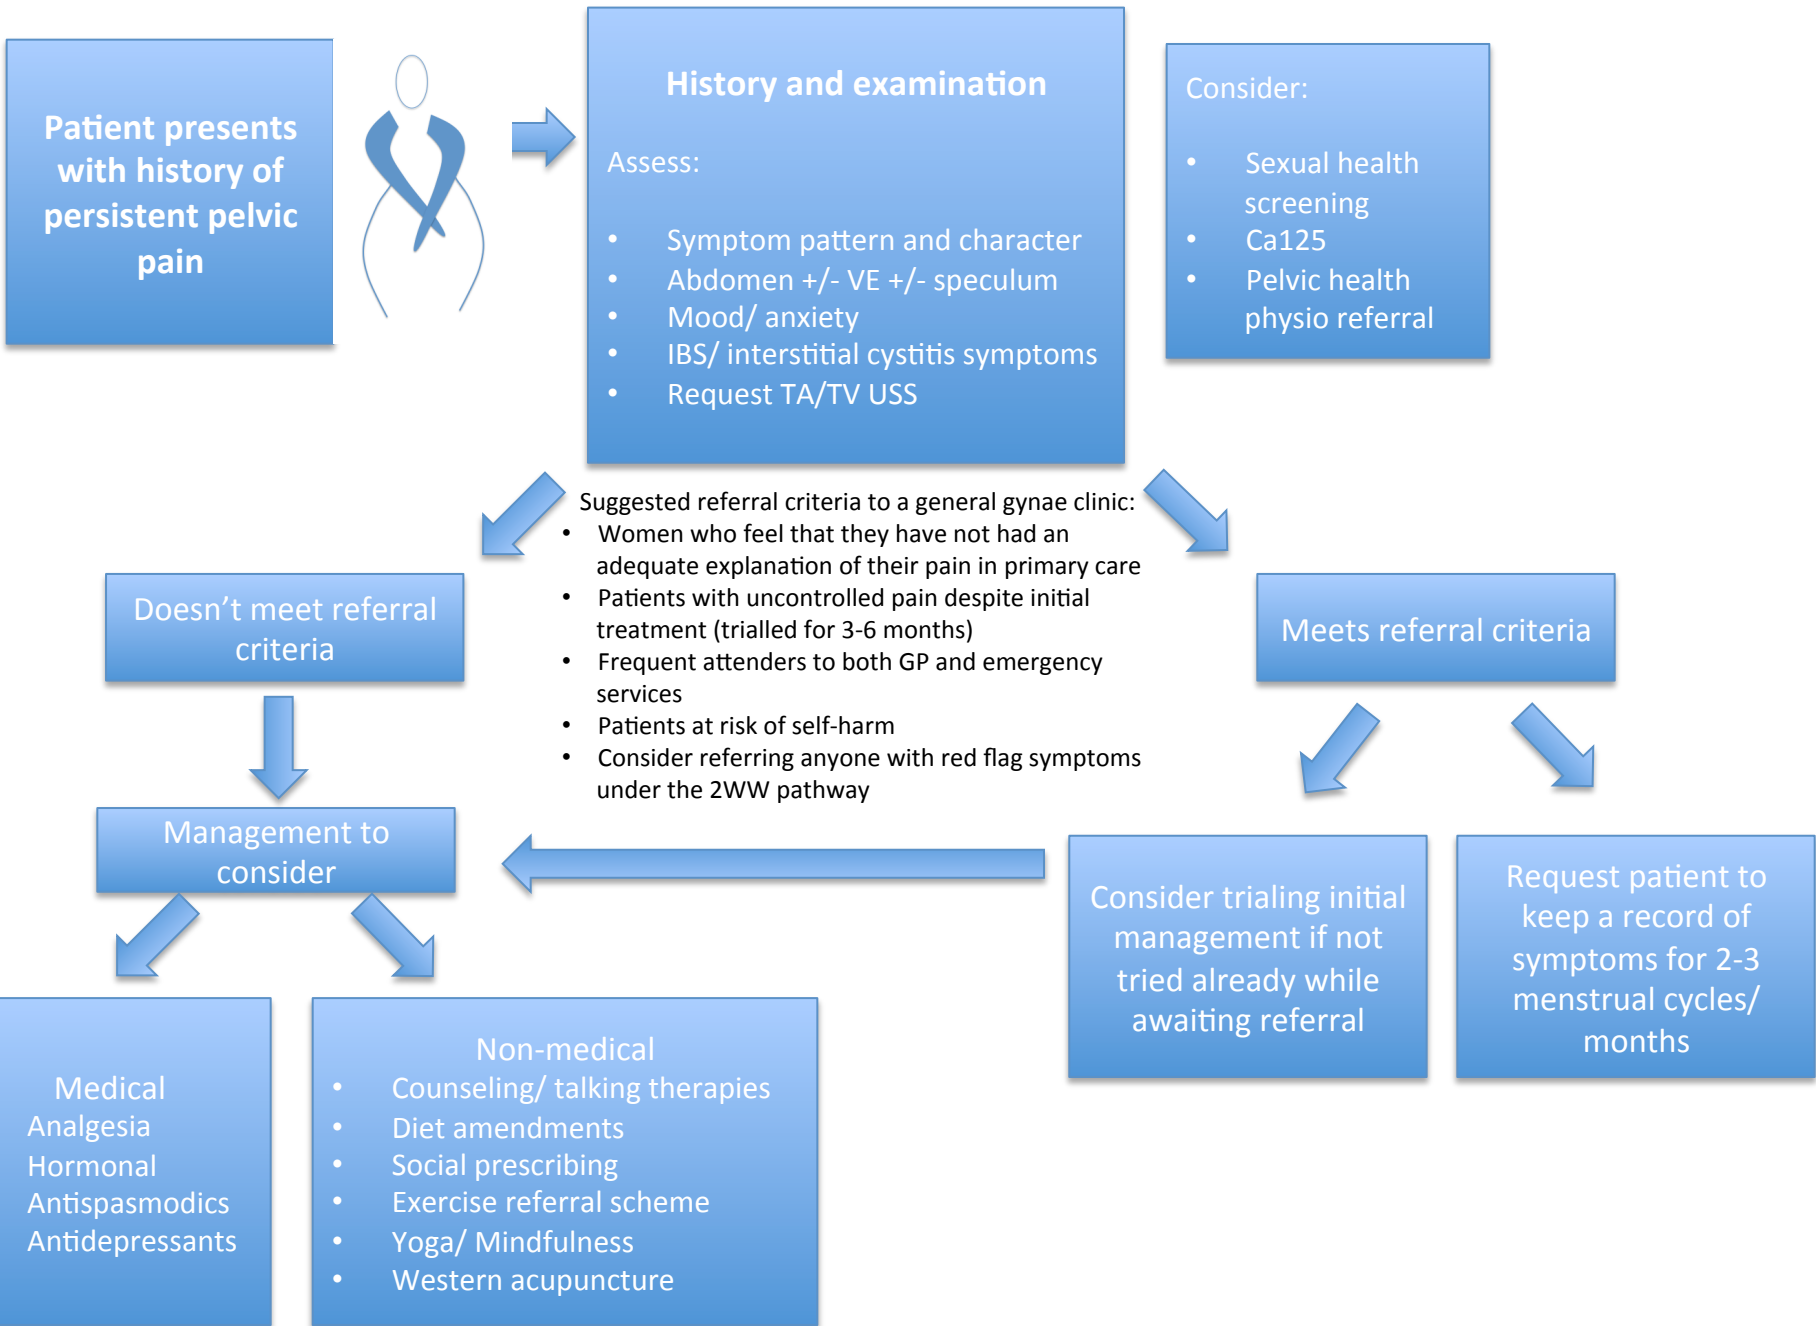 Patient presents
with history of
persistent pelvic
pain
History and examination
Assess:
• Symptom pattern and character
• Abdomen +/- VE +/- speculum
• Mood/ anxiety
• IBS/ interstitial cystitis symptoms
• Request TA/TV USS
Consider:
• Sexual health
screening
• Ca125
• Pelvic health
physio referral
Suggested referral criteria to a general gynae clinic:
• Women who feel that they have not had an
adequate explanation of their pain in primary care
• Patients with uncontrolled pain despite initial
treatment (trialled for 3-6 months)
• Frequent attenders to both GP and emergency
services
• Patients at risk of self-harm
• Consider referring anyone with red flag symptoms
under the 2WW pathway
Doesn’t meet referral
criteria
Meets referral criteria
Management to
consider
Consider trialing initial
management if not
tried already while
awaiting referral
Request patient to
keep a record of
symptoms for 2-3
menstrual cycles/
months
Medical
Analgesia
Hormonal
Antispasmodics
Antidepressants
Non-medical
• Counseling/ talking therapies
• Diet amendments
• Social prescribing
• Exercise referral scheme
• Yoga/ Mindfulness
• Western acupuncture